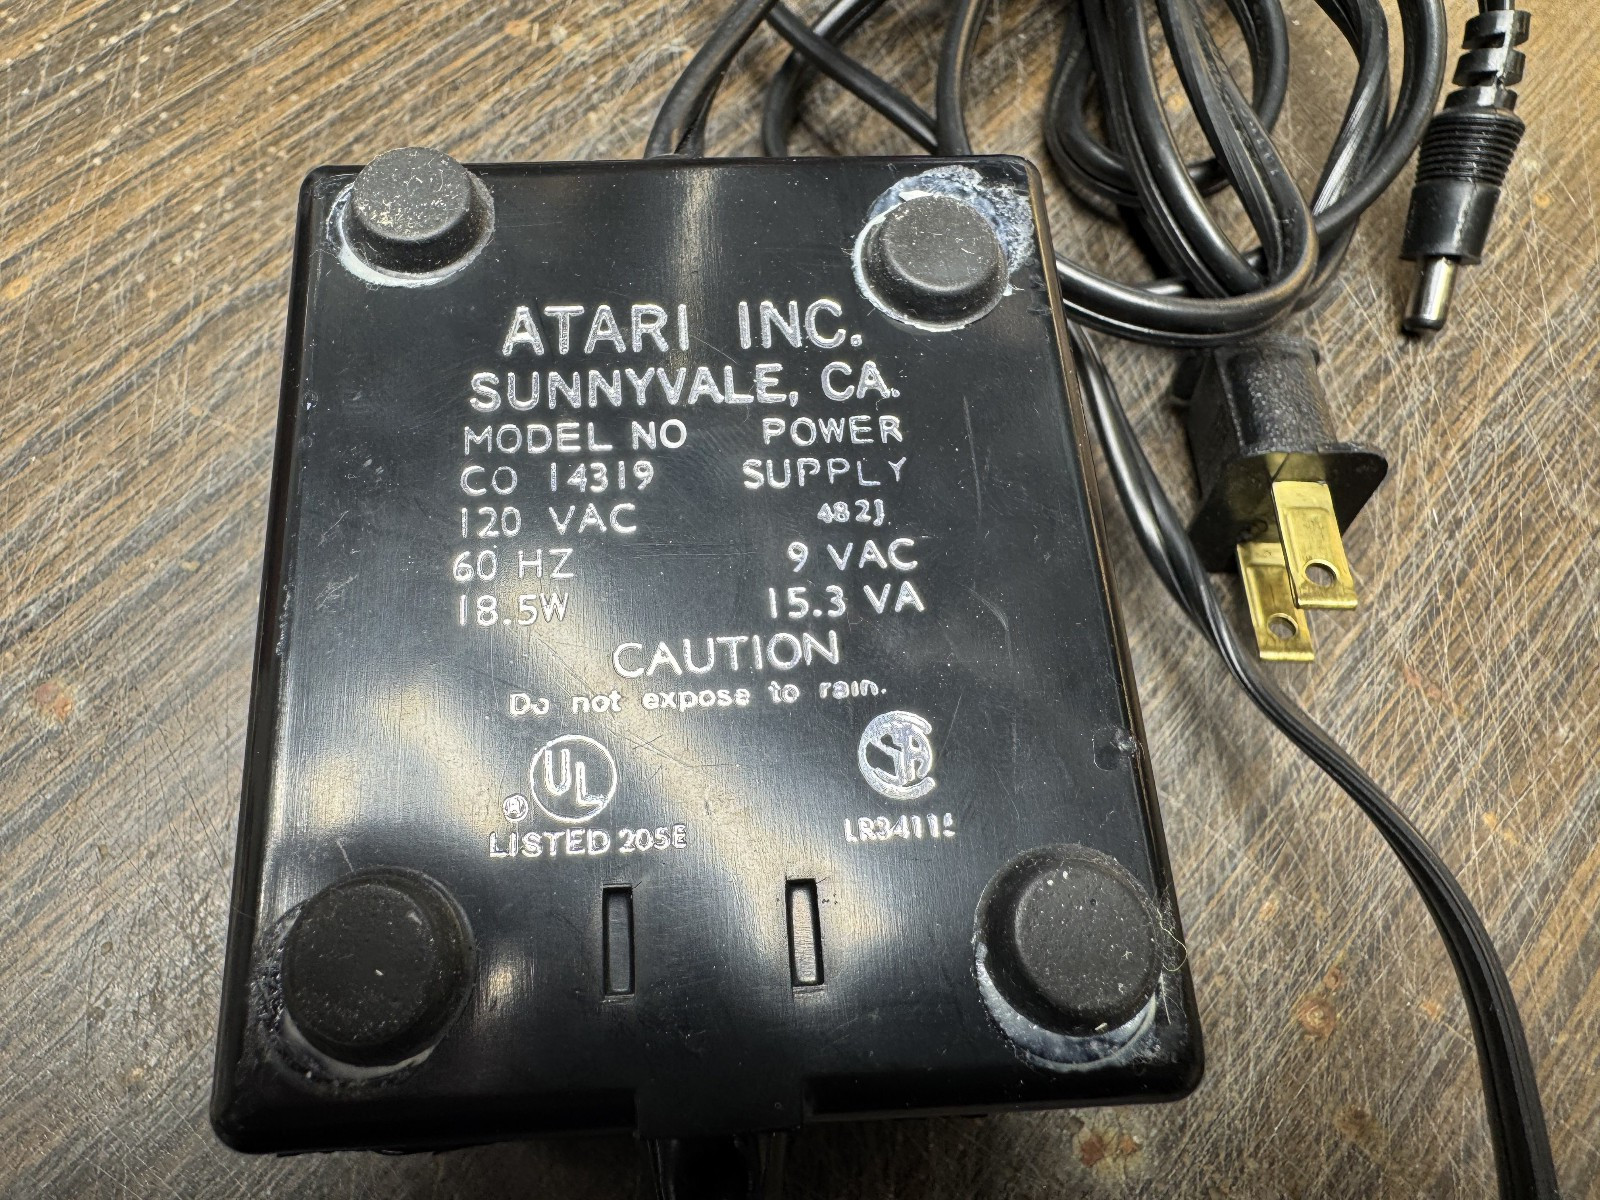 ATARI INC.
SUNNYVALE, CA.
MODEL NO POWER
CO 14319 SUPPLY
120 VAC 482J
60 HZ 9 VAC
18.5W 15.3 VA
CAUTION
Do not expose to rain.
UL SA
R
LISTED 205E